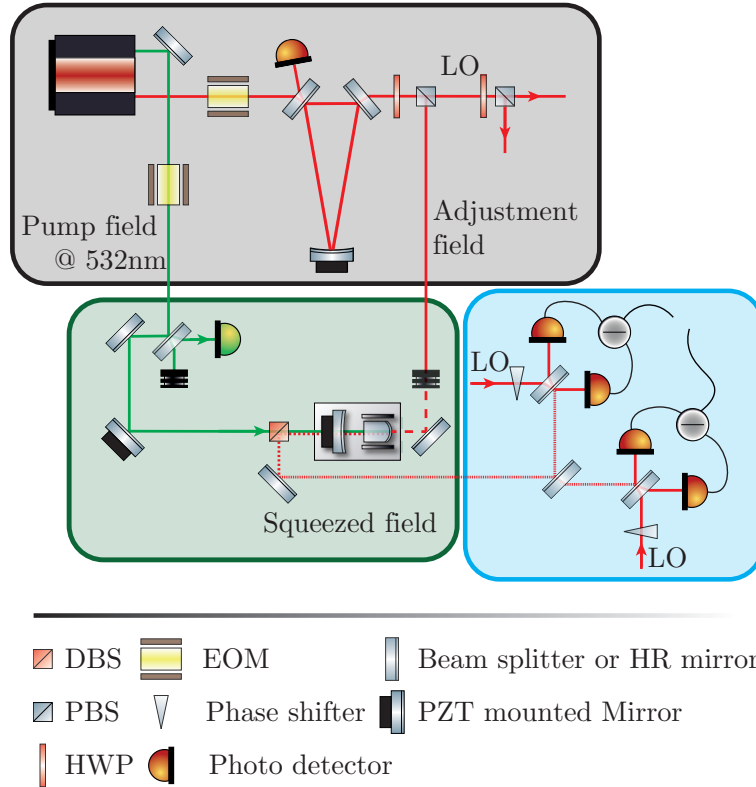 LO
Pump field
@ 532nm
Adjustment
field
LO
Squeezed field
LO
DBS
EOM
Beam splitter or HR mirror
PBS
Phase shifter
PZT mounted Mirror
HWP
Photo detector